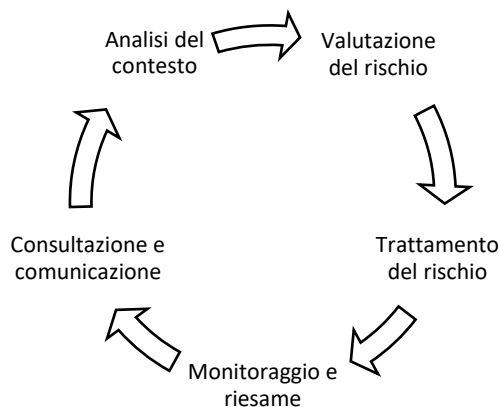 Analisi del
contesto
Valutazione
del rischio
Trattamento
del rischio
Monitoraggio e
riesame
Consultazione e
comunicazione